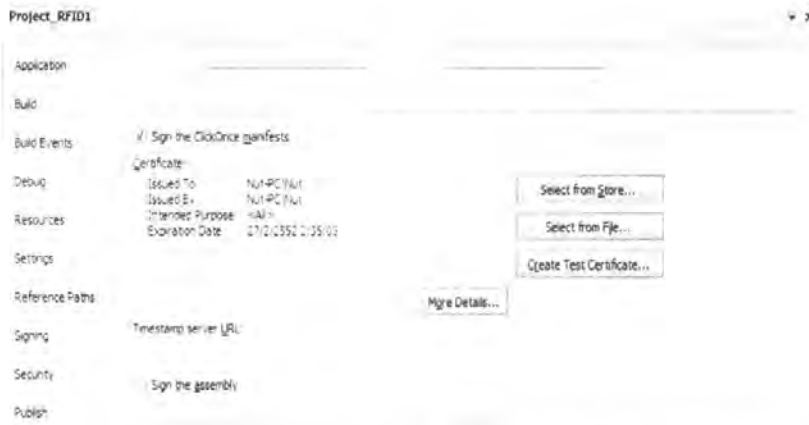 Project_RFID1
Application
Build
Build Events
Debug
Resources
Settings
Reference Paths
Signing
Security
Publish
Sign the ClickOnce manifests
Certificate
Issued To Nut-PC\Nut
Issued By Nut-PC\Nut
Intended Purpose <All>
Expiration Date
Select from Store...
Select from File...
Create Test Certificate...
More Details...
Timestamp server URL:
Sign the assembly